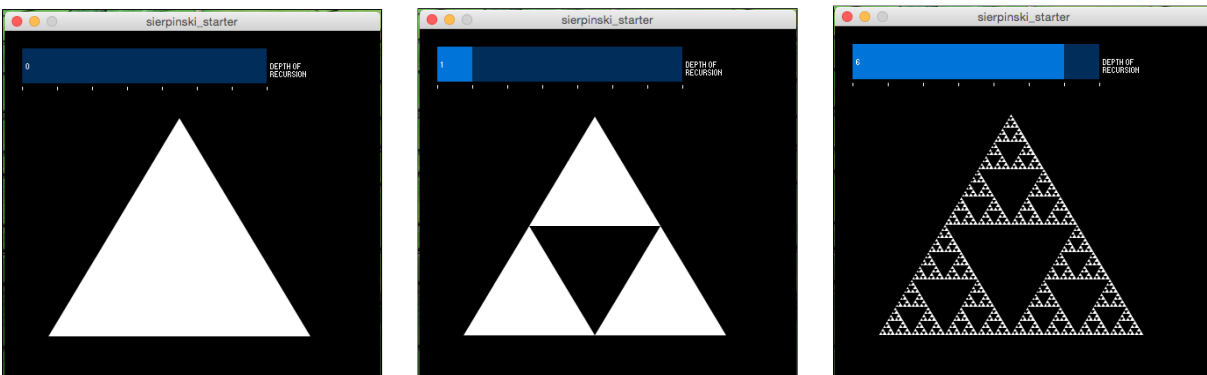 sierpinski_starter
0
DEPTH OF
RECURSION
sierpinski_starter
1
DEPTH OF
RECURSION
sierpinski_starter
6
DEPTH OF
RECURSION